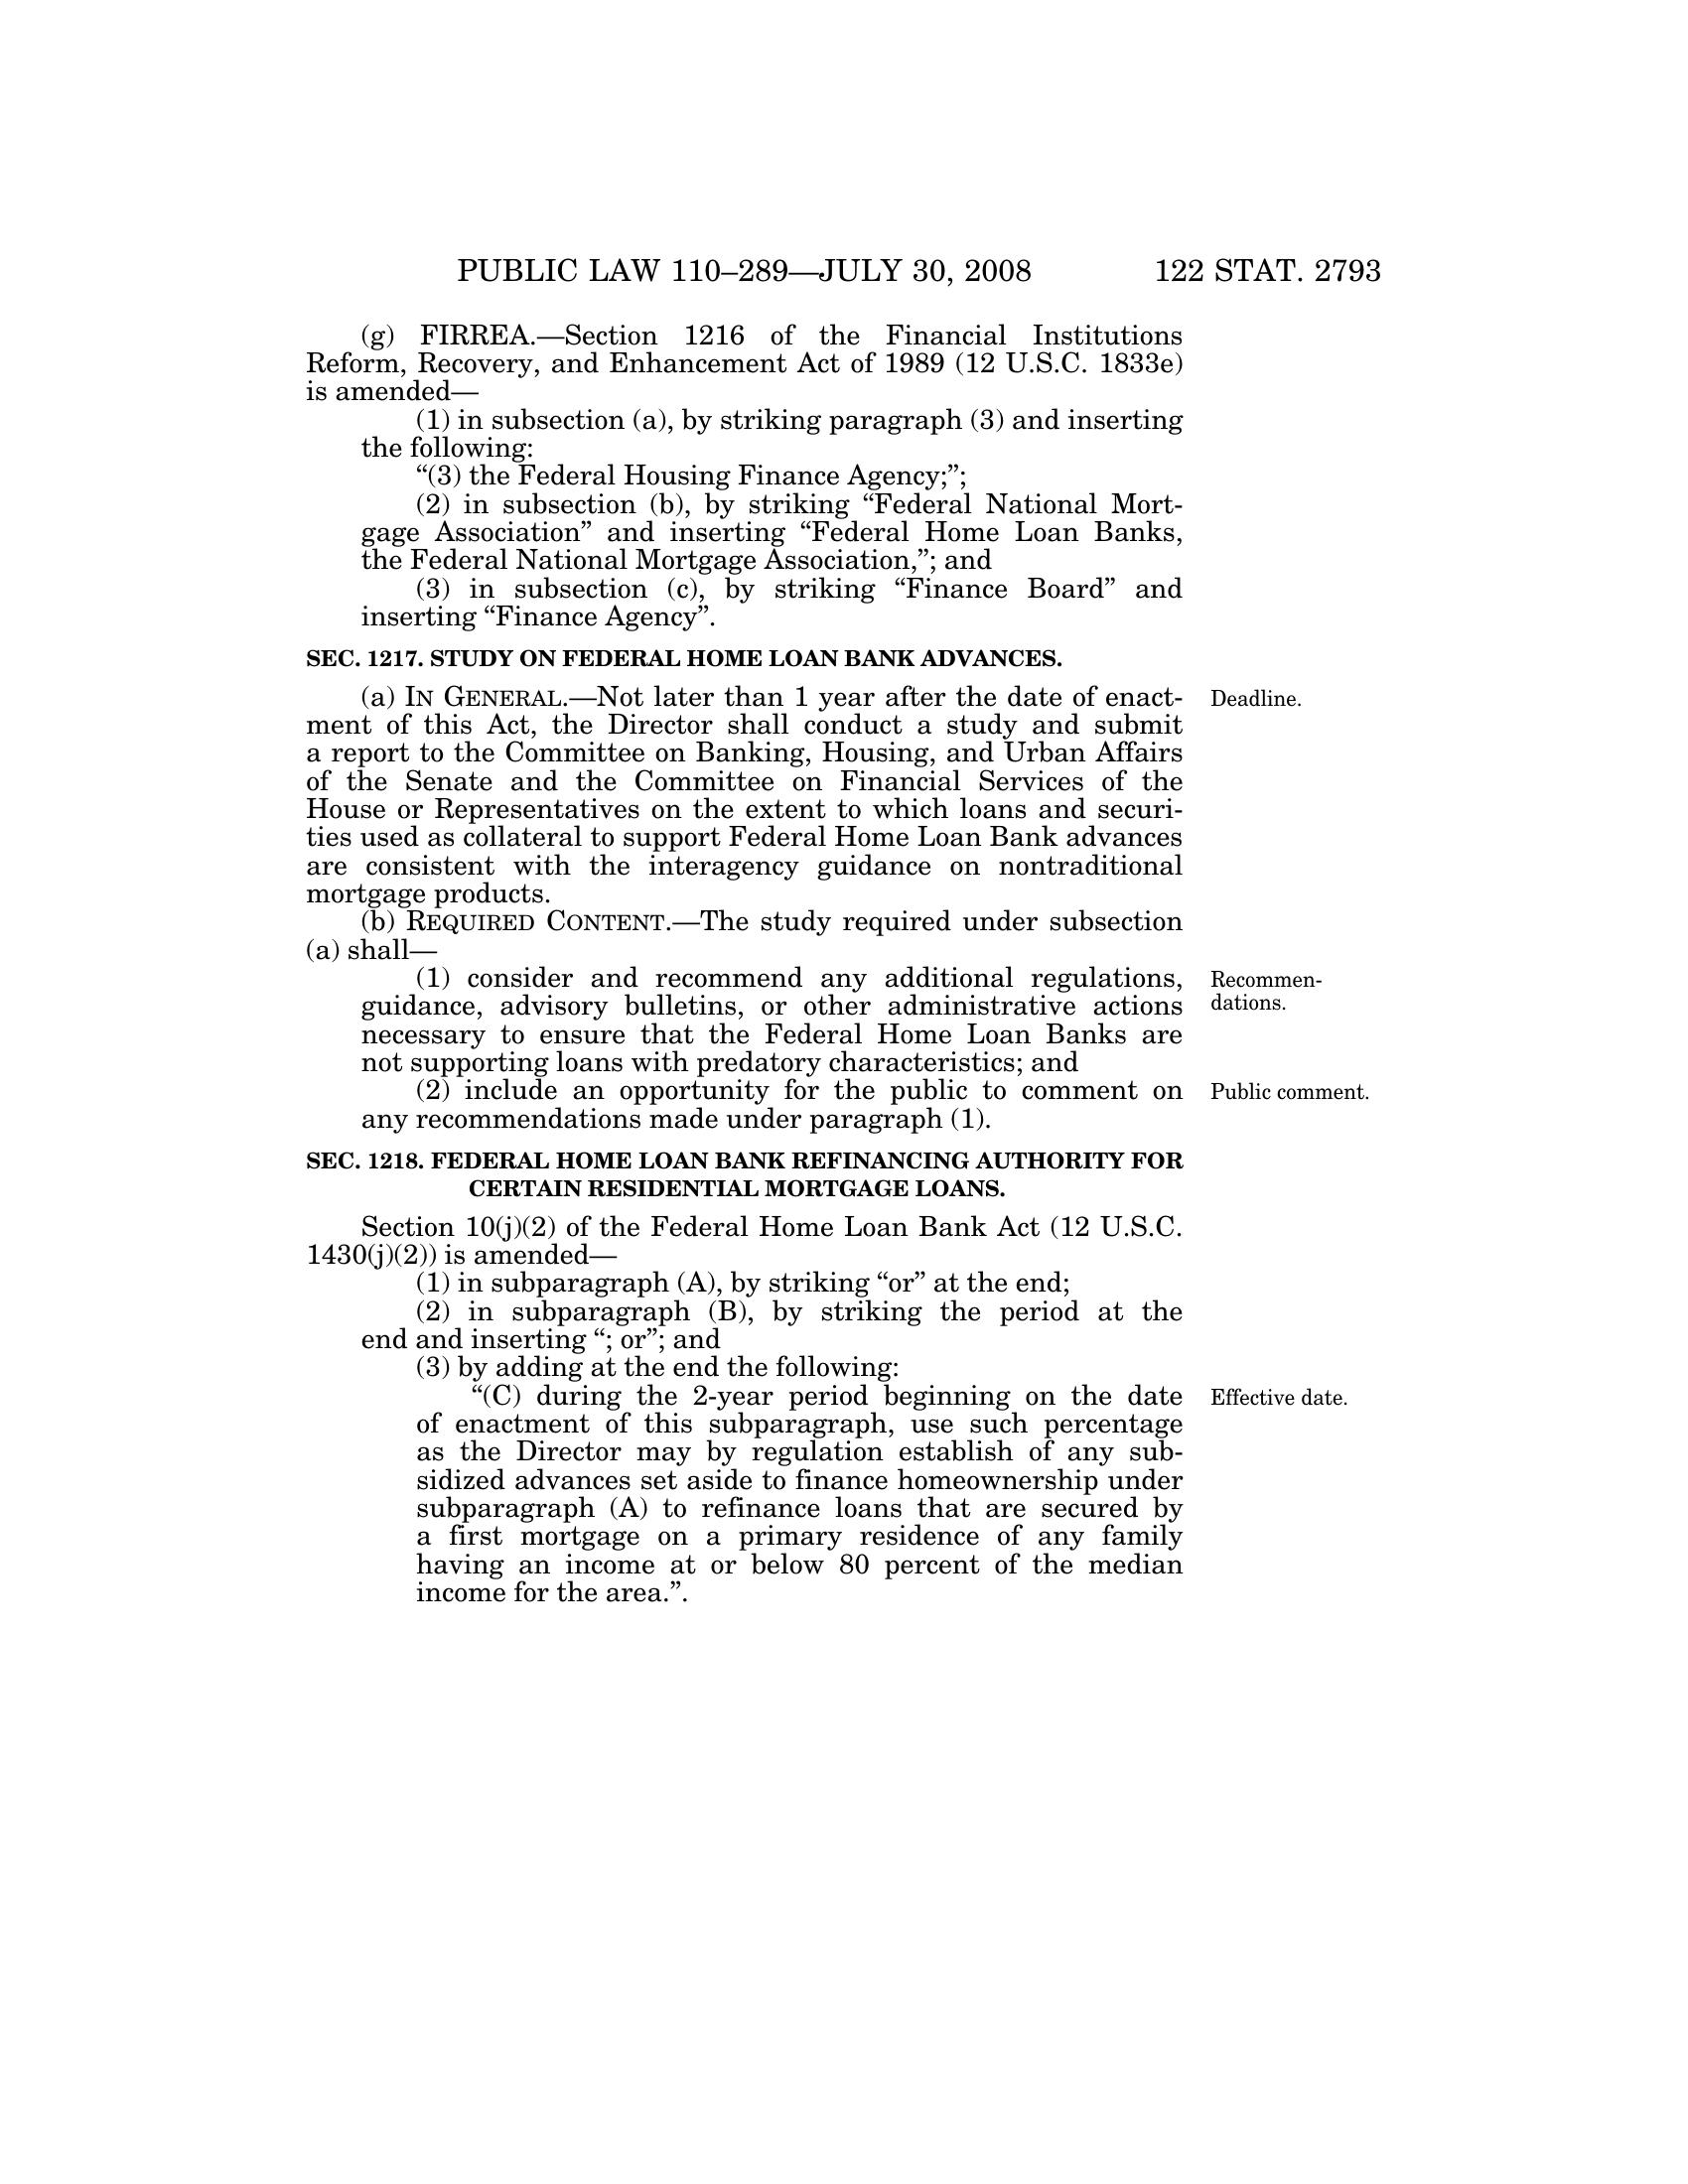 PUBLIC LAW 110–289—JULY 30, 2008 122 STAT. 2793
(g) FIRREA.—Section 1216 of the Financial Institutions
Reform, Recovery, and Enhancement Act of 1989 (12 U.S.C. 1833e)
is amended—
(1) in subsection (a), by striking paragraph (3) and inserting
the following:
“(3) the Federal Housing Finance Agency;”;
(2) in subsection (b), by striking “Federal National Mort-
gage Association” and inserting “Federal Home Loan Banks,
the Federal National Mortgage Association,”; and
(3) in subsection (c), by striking “Finance Board” and
inserting “Finance Agency”.
SEC. 1217. STUDY ON FEDERAL HOME LOAN BANK ADVANCES.
(a) IN GENERAL.—Not later than 1 year after the date of enact-
ment of this Act, the Director shall conduct a study and submit
a report to the Committee on Banking, Housing, and Urban Affairs
of the Senate and the Committee on Financial Services of the
House or Representatives on the extent to which loans and securi-
ties used as collateral to support Federal Home Loan Bank advances
are consistent with the interagency guidance on nontraditional
mortgage products.
Deadline.
(b) REQUIRED CONTENT.—The study required under subsection
(a) shall—
(1) consider and recommend any additional regulations,
guidance, advisory bulletins, or other administrative actions
necessary to ensure that the Federal Home Loan Banks are
not supporting loans with predatory characteristics; and
Recommen-
dations.
(2) include an opportunity for the public to comment on
any recommendations made under paragraph (1).
Public comment.
SEC. 1218. FEDERAL HOME LOAN BANK REFINANCING AUTHORITY FOR
CERTAIN RESIDENTIAL MORTGAGE LOANS.
Section 10(j)(2) of the Federal Home Loan Bank Act (12 U.S.C.
1430(j)(2)) is amended—
(1) in subparagraph (A), by striking “or” at the end;
(2) in subparagraph (B), by striking the period at the
end and inserting “; or”; and
(3) by adding at the end the following:
“(C) during the 2-year period beginning on the date
of enactment of this subparagraph, use such percentage
as the Director may by regulation establish of any sub-
sidized advances set aside to finance homeownership under
subparagraph (A) to refinance loans that are secured by
a first mortgage on a primary residence of any family
having an income at or below 80 percent of the median
income for the area.”.
Effective date.